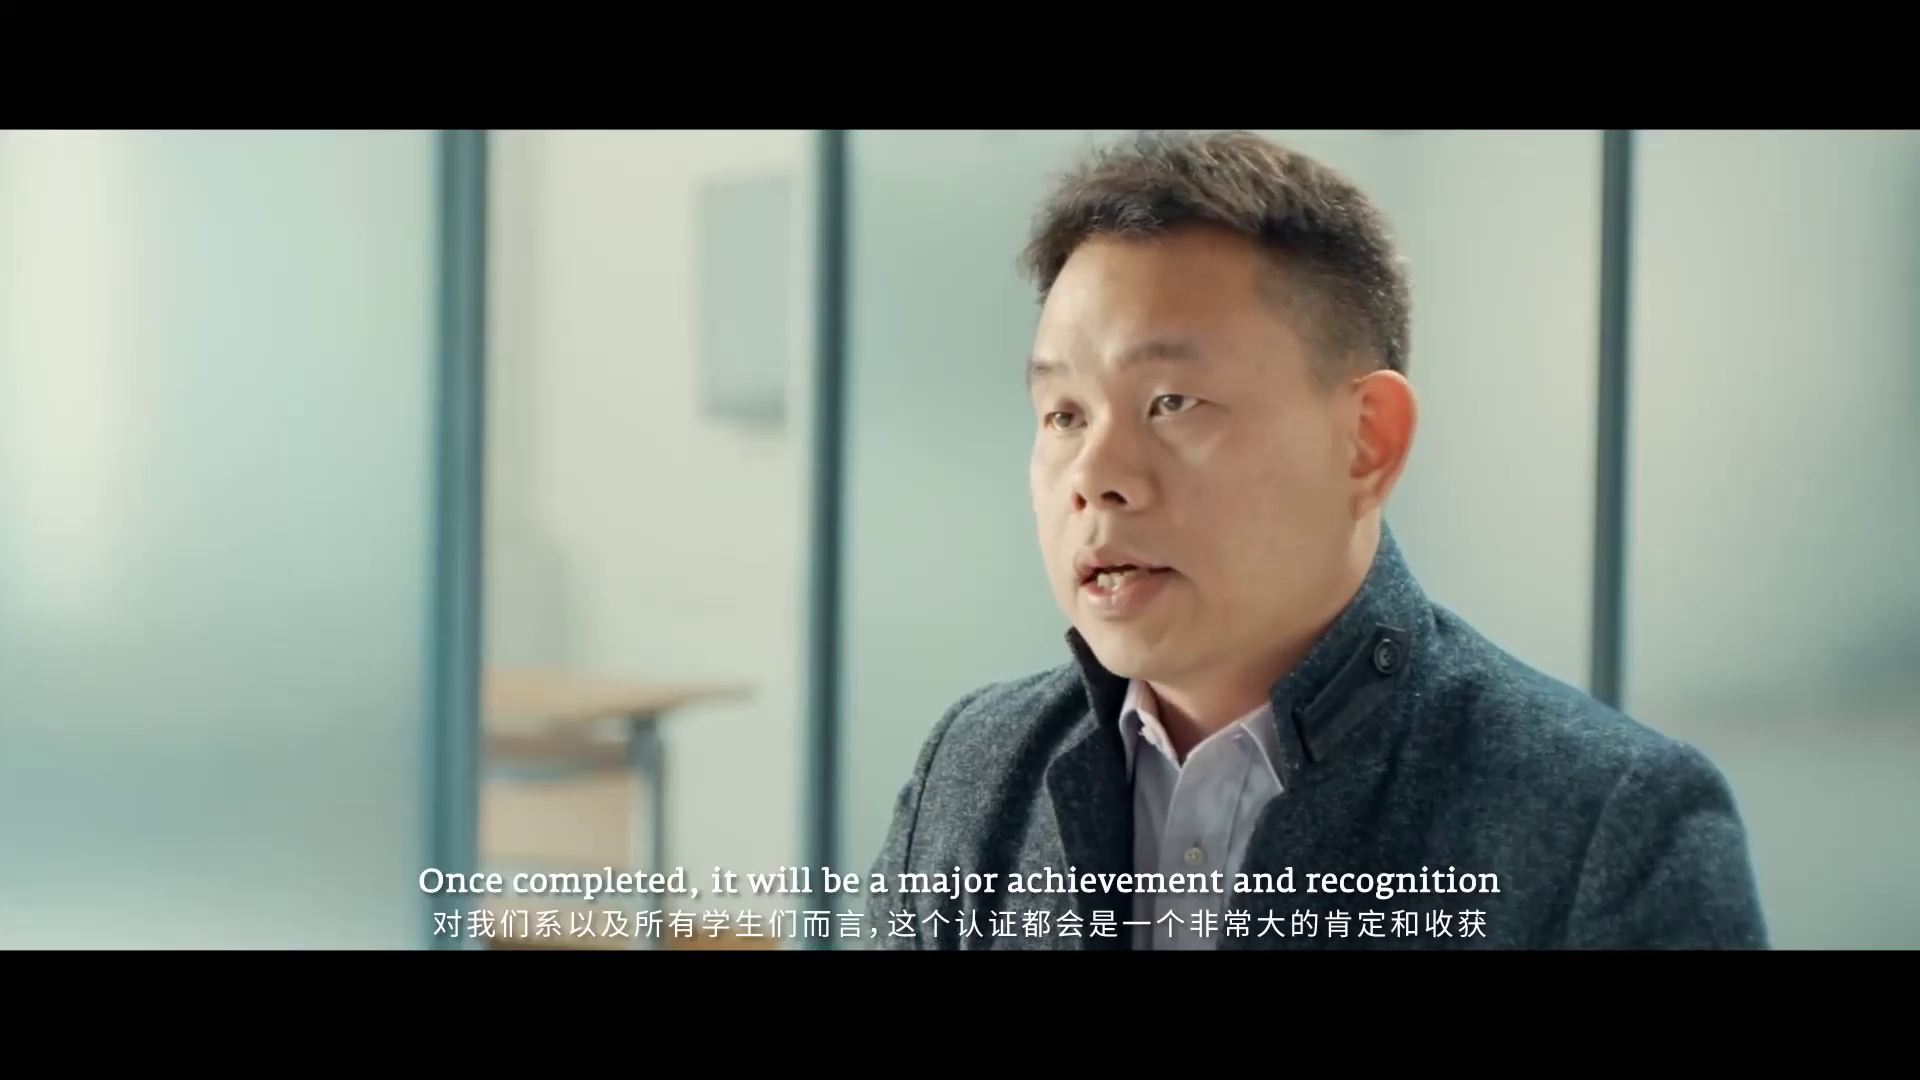 Once completed, it will be a major achievement and recognition
对我们系以及所有学生们而言,这个认证都会是一个非常大的肯定和收获